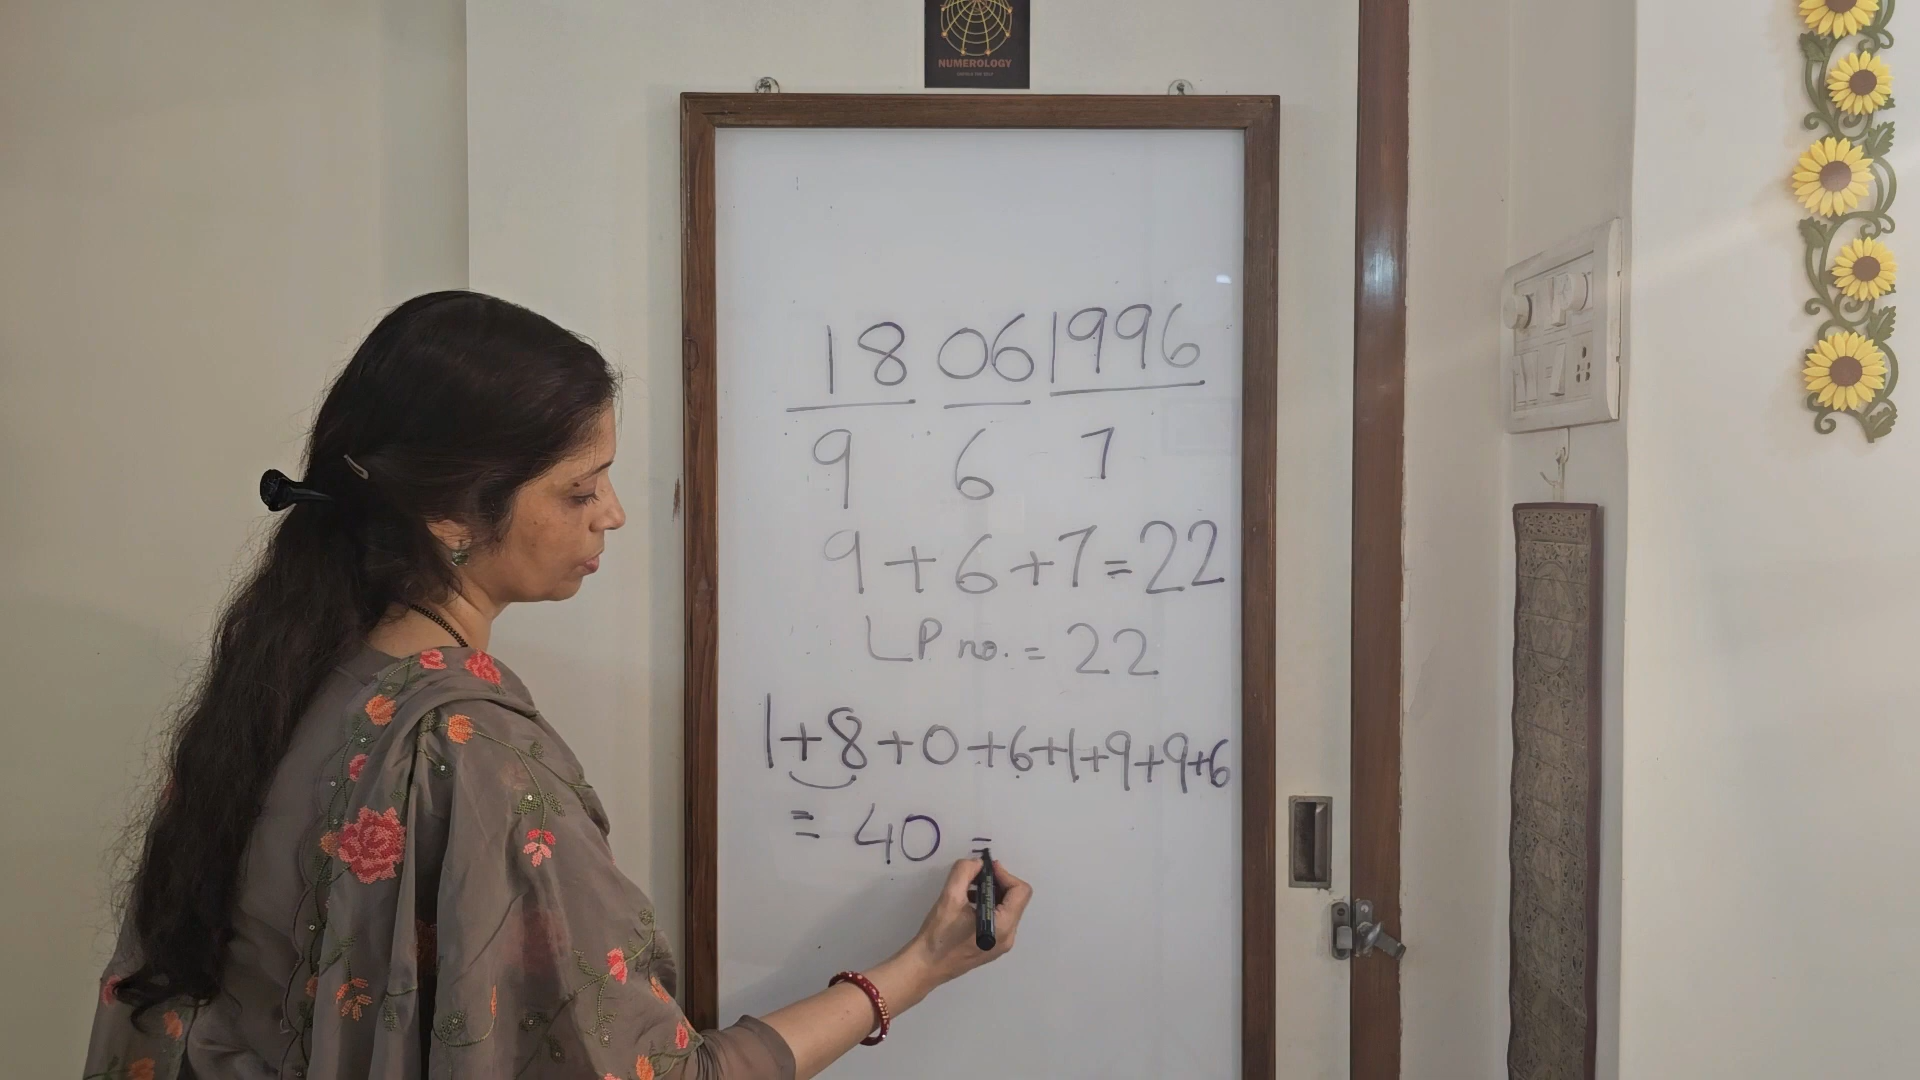 NUMEROLOGY
18 06 1996
9 6 7
9+6+7=22
LP no. = 22
1+8+0+6+1+9+9+6
= 40 =